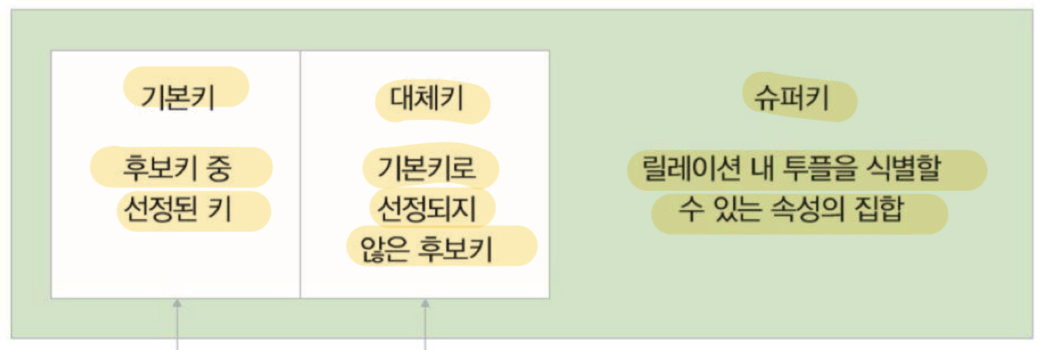 기본키
후보키 중
선정된 키
대체키
기본키로
선정되지
않은 후보키
슈퍼키
릴레이션 내 투플을 식별할
수 있는 속성의 집합